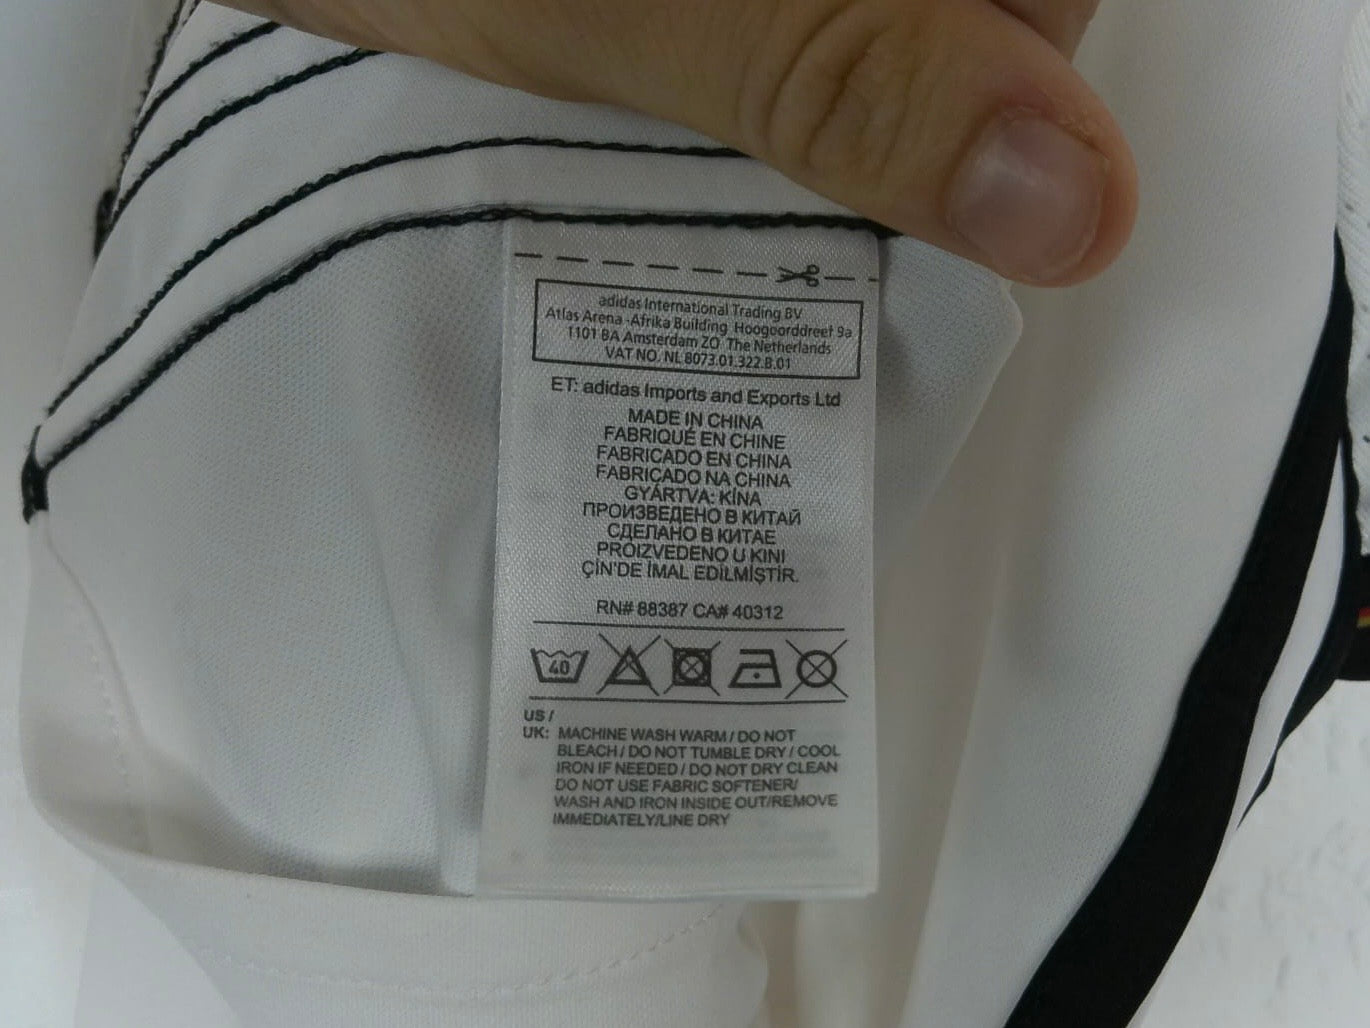 adidas International Trading BV
Atlas Arena -Afrika Building Hoogoorddreef 9a
1101 BA Amsterdam ZO The Netherlands
VAT NO. NL 8073.01.322.B.01
ET: adidas Imports and Exports Ltd
MADE IN CHINA
FABRIQUÉ EN CHINE
FABRICADO EN CHINA
FABRICADO NA CHINA
GYÁRTVA: KÍNA
ПРОИЗВЕДЕНО В КИТАЙ
СДЕЛАНО В КИТАЕ
PROIZVEDENO U KINI
ÇİN'DE İMAL EDİLMİŞTİR.
RN# 88387 CA# 40312
40
US /
UK: MACHINE WASH WARM / DO NOT
BLEACH / DO NOT TUMBLE DRY / COOL
IRON IF NEEDED / DO NOT DRY CLEAN
DO NOT USE FABRIC SOFTENER/
WASH AND IRON INSIDE OUT/REMOVE
IMMEDIATELY/LINE DRY